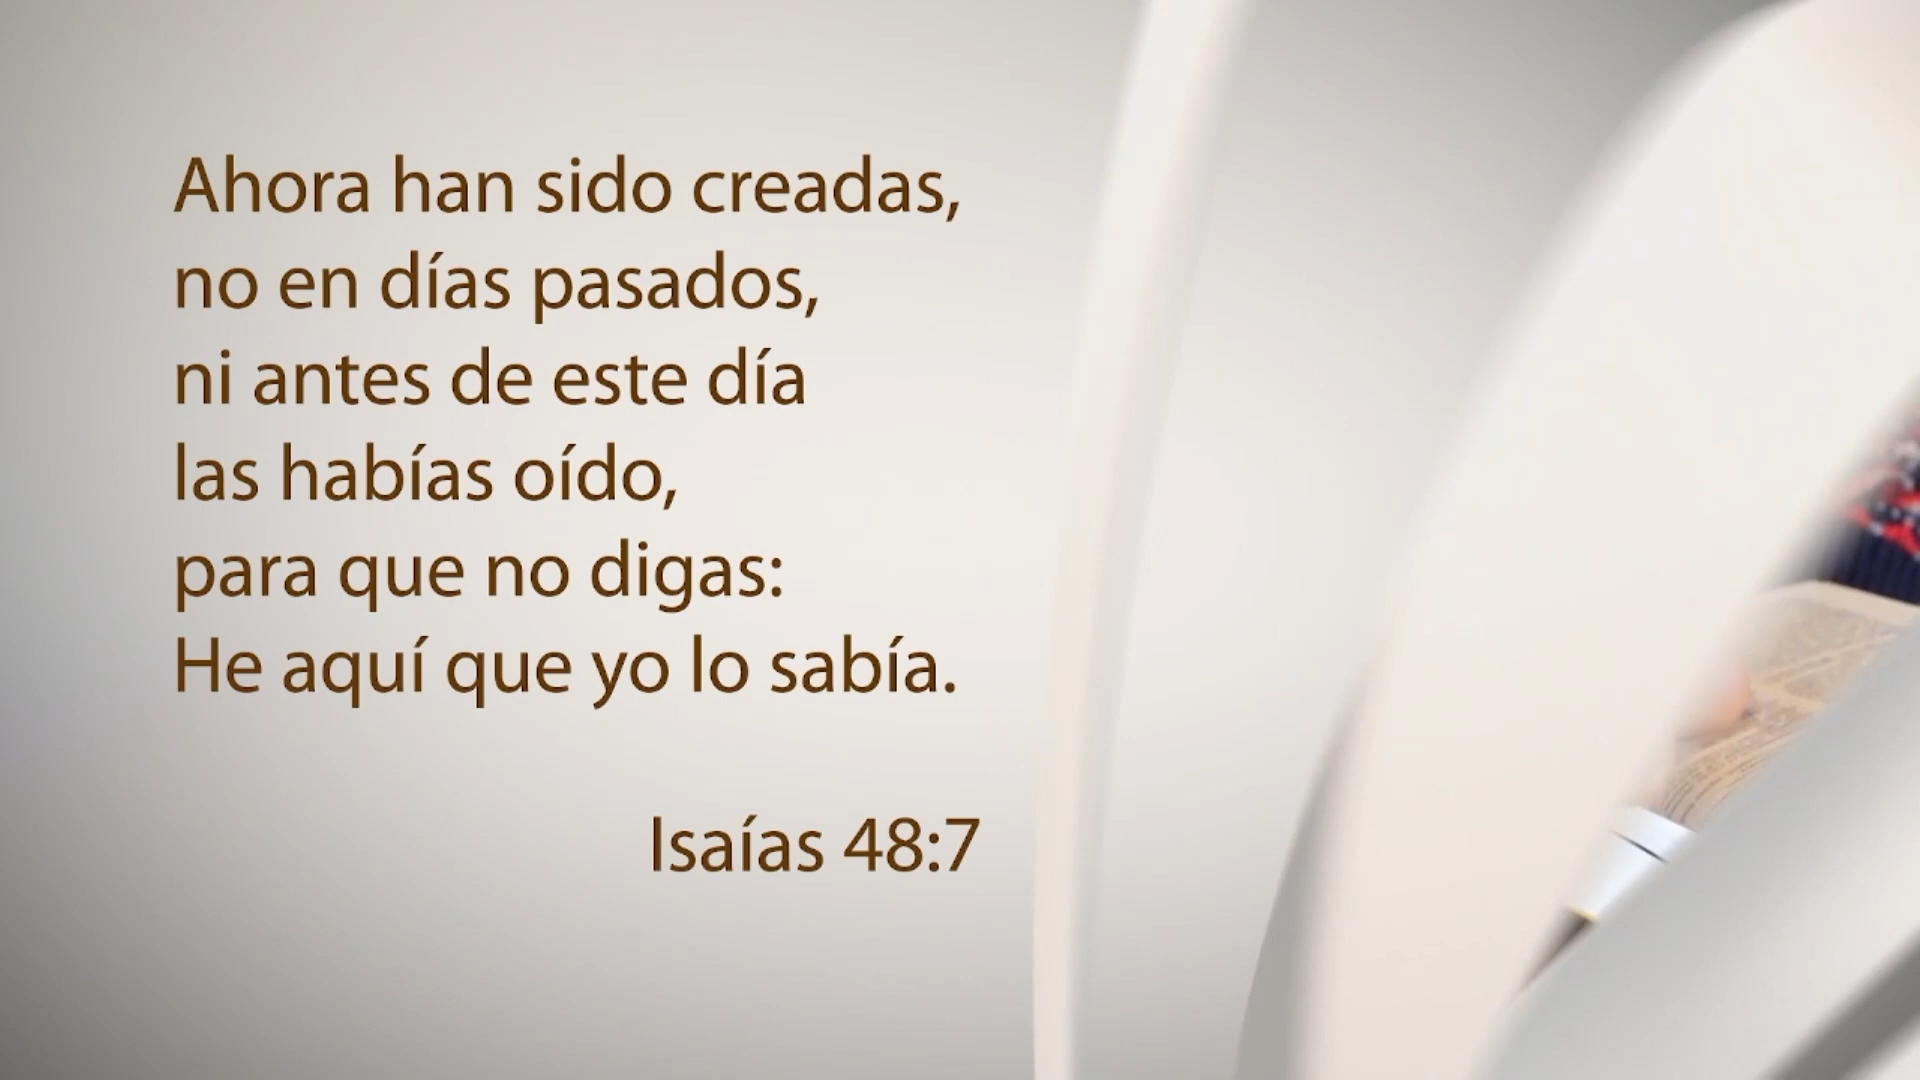 Ahora han sido creadas,
no en días pasados,
ni antes de este día
las habías oído,
para que no digas:
He aquí que yo lo sabía.
Isaías 48:7